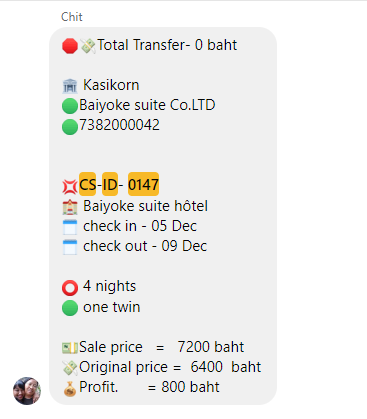 Chit
🛑💸Total Transfer- 0 baht
🏦 Kasikorn
🟢Baiyoke suite Co.LTD
🟢7382000042
💢CS-ID- 0147
🏩 Baiyoke suite hôtel
🗓 check in - 05 Dec
🗓 check out - 09 Dec
⭕ 4 nights
🟢 one twin
💵Sale price = 7200 baht
💸Original price = 6400 baht
💰Profit. = 800 baht